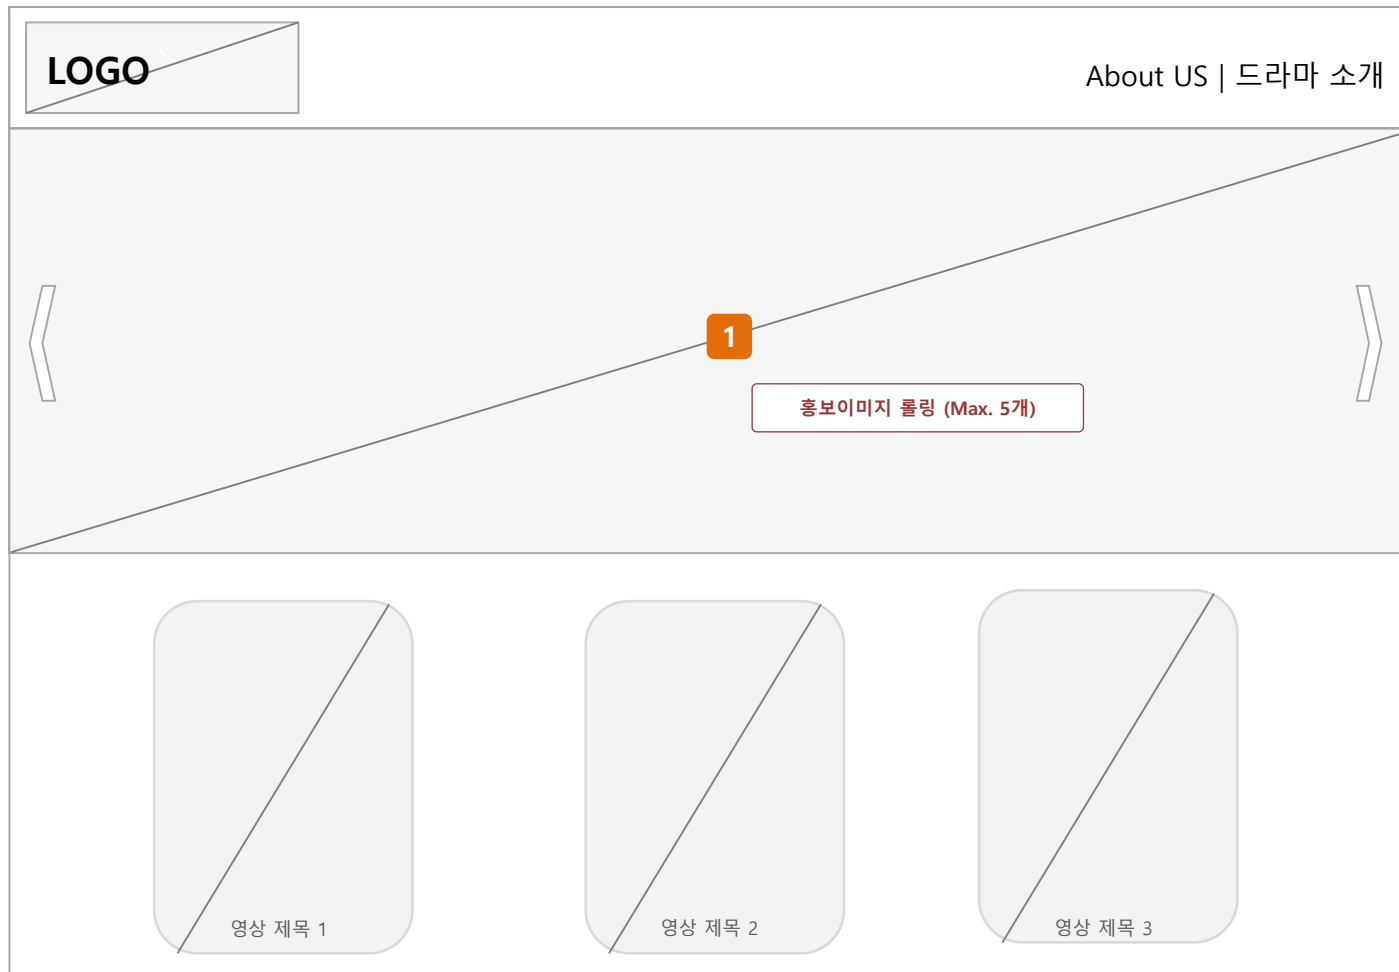 LOGO
About US | 드라마 소개
1
홍보이미지 롤링 (Max. 5개)
영상 제목 1
영상 제목 2
영상 제목 3